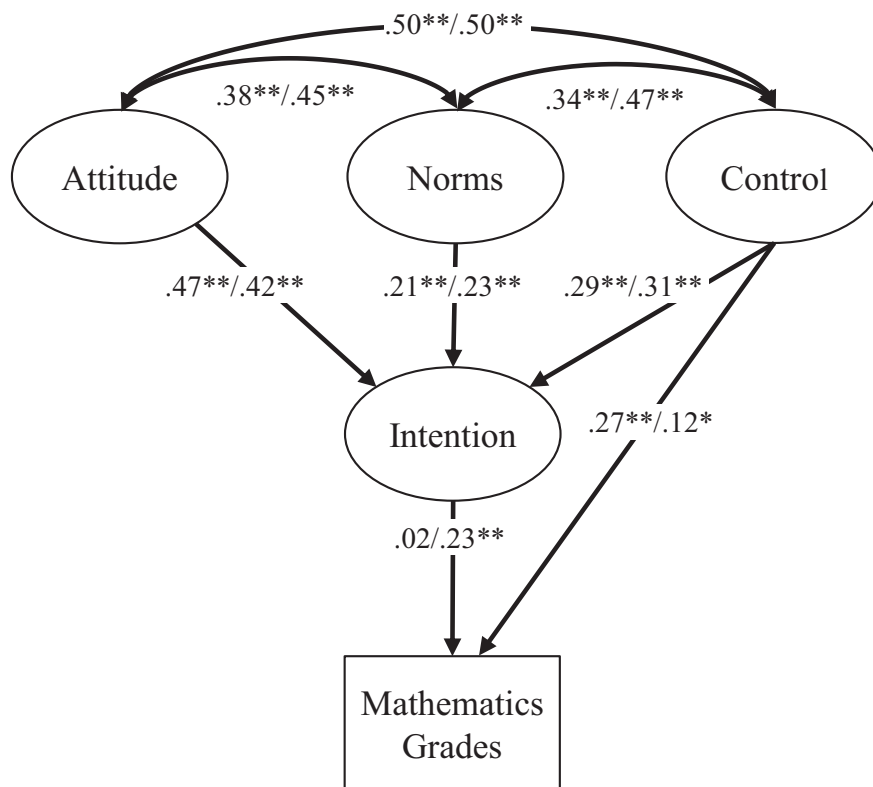 .50**/.50**
.38**/.45**
.34**/.47**
Attitude
Norms
Control
.47**/.42**
.21**/.23**
.29**/.31**
.27**/.12*
Intention
.02/.23**
Mathematics
Grades